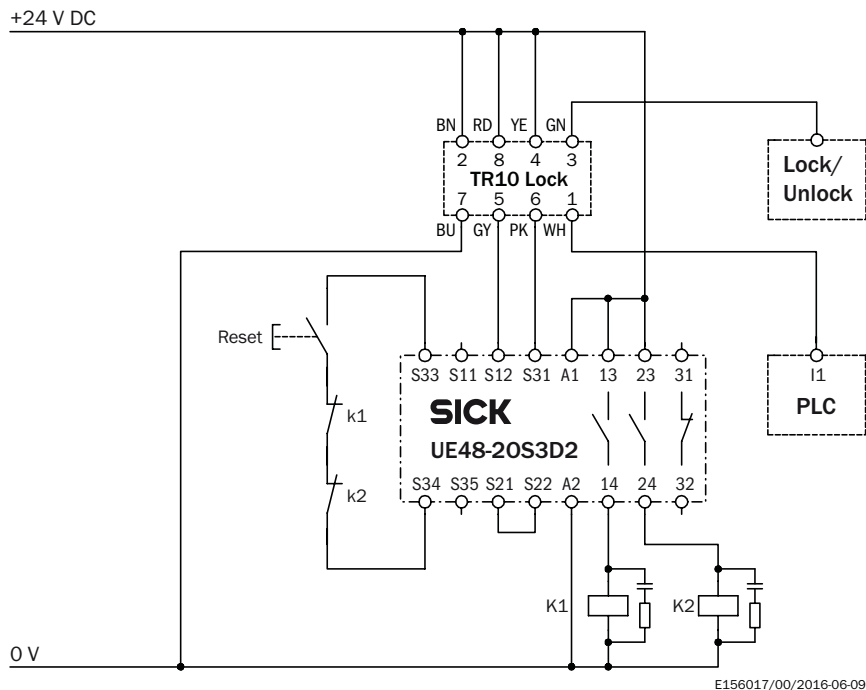 +24 V DC
BN RD YE GN
2 8 4 3
TR10 Lock
7 5 6 1
BU GY PK WH
Lock/
Unlock
Reset
k1
k2
S33 S11 S12 S31 A1 13 23 31
SICK
UE48-20S3D2
S34 S35 S21 S22 A2 14 24 32
I1
PLC
K1
K2
0 V
E156017/00/2016-06-09